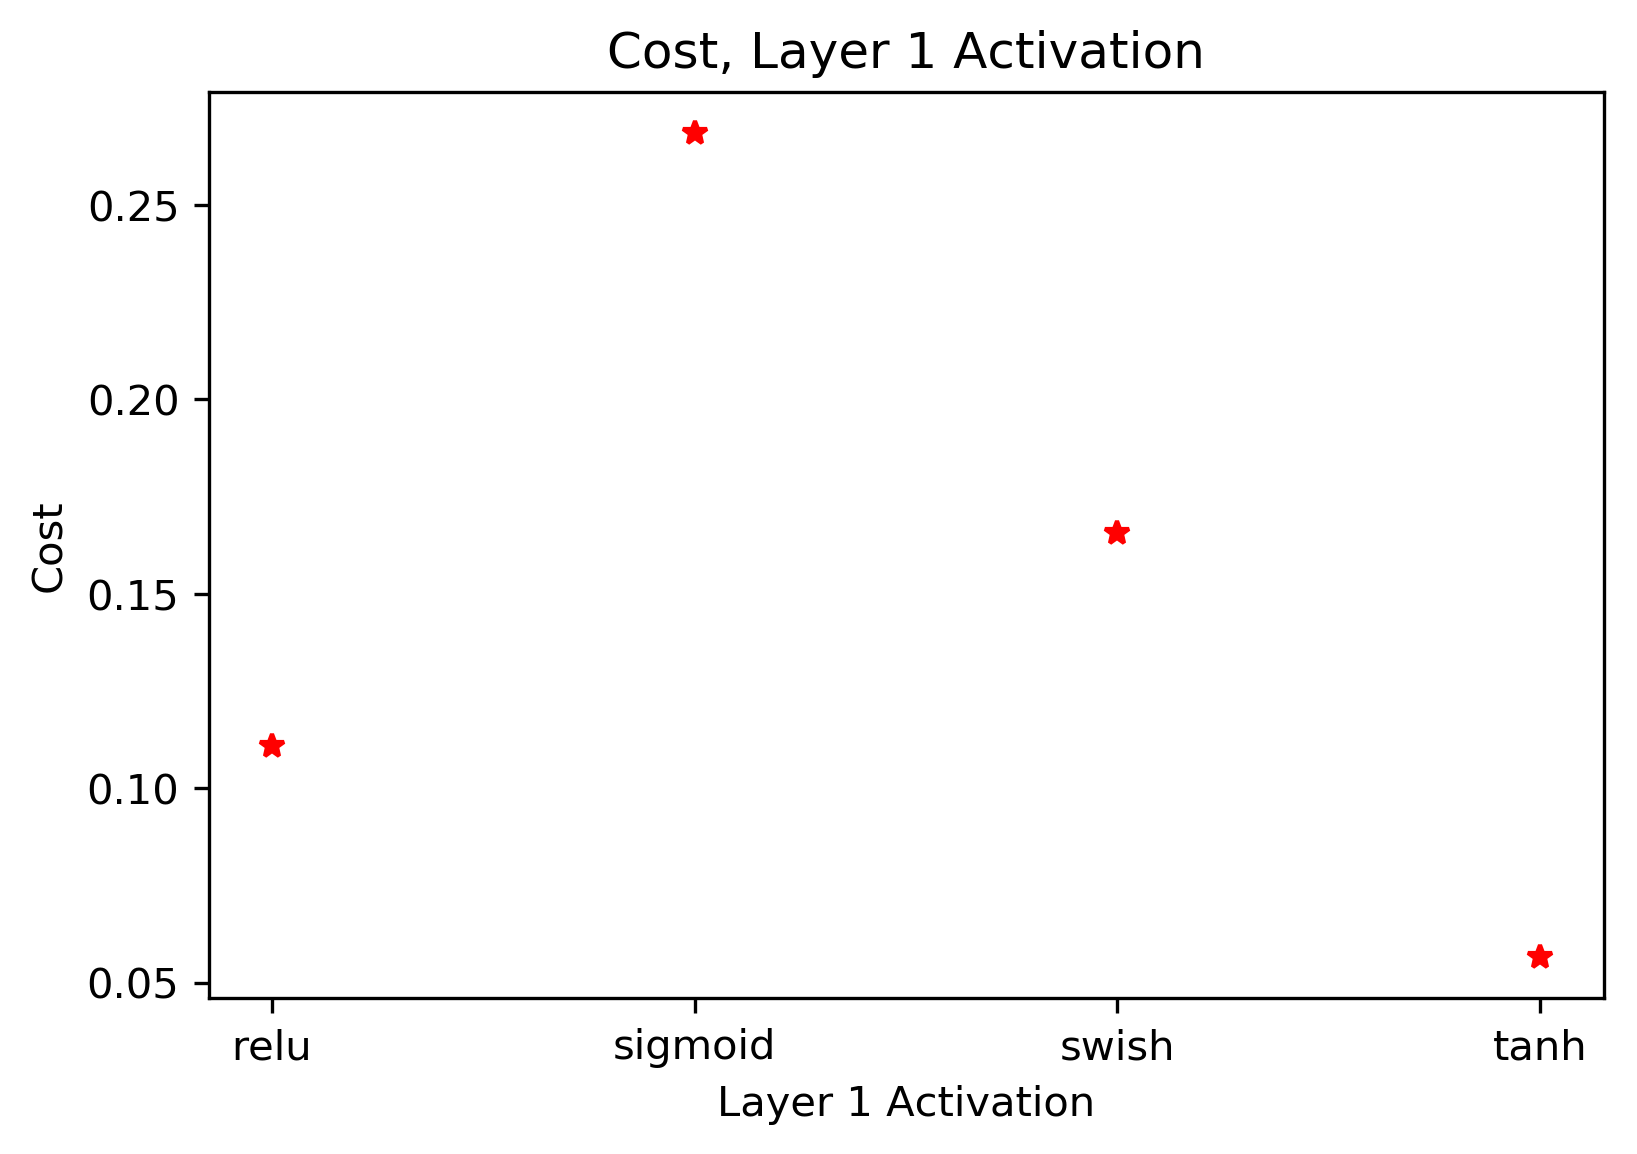 Cost, Layer 1 Activation
Cost
0.25
0.20
0.15
0.10
0.05
relu sigmoid swish tanh
Layer 1 Activation